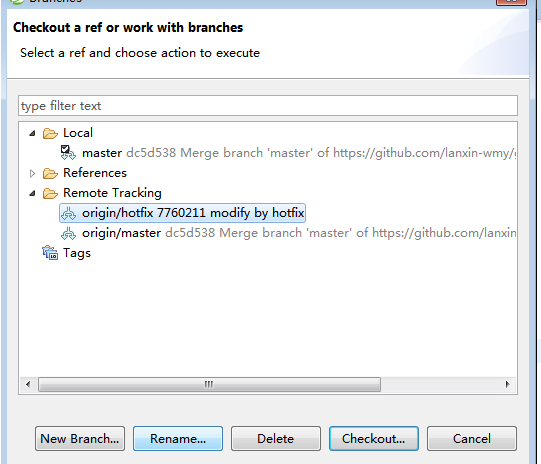 Branches
Checkout a ref or work with branches
Select a ref and choose action to execute
type filter text
Local
master dc5d538 Merge branch 'master' of https://github.com/lanxin-wmy/
References
Remote Tracking
origin/hotfix 7760211 modify by hotfix
origin/master dc5d538 Merge branch 'master' of https://github.com/lanxin
Tags
New Branch...
Rename...
Delete
Checkout...
Cancel